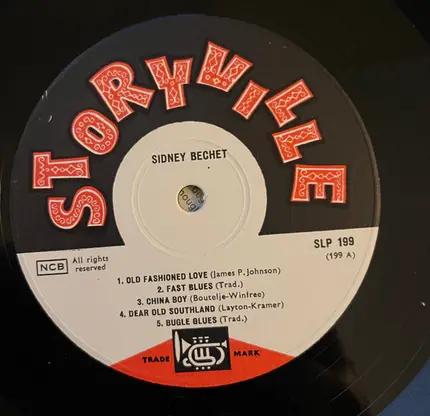 STORYVILLE
SIDNEY BECHET
SLP 199
(199 A)
NCB All rights
reserved
1. OLD FASHIONED LOVE (James P. Johnson)
2. FAST BLUES (Trad.)
3. CHINA BOY (Boutelje-Winfree)
4. DEAR OLD SOUTHLAND (Layton-Kramer)
5. BUGLE BLUES (Trad.)
TRADE MARK